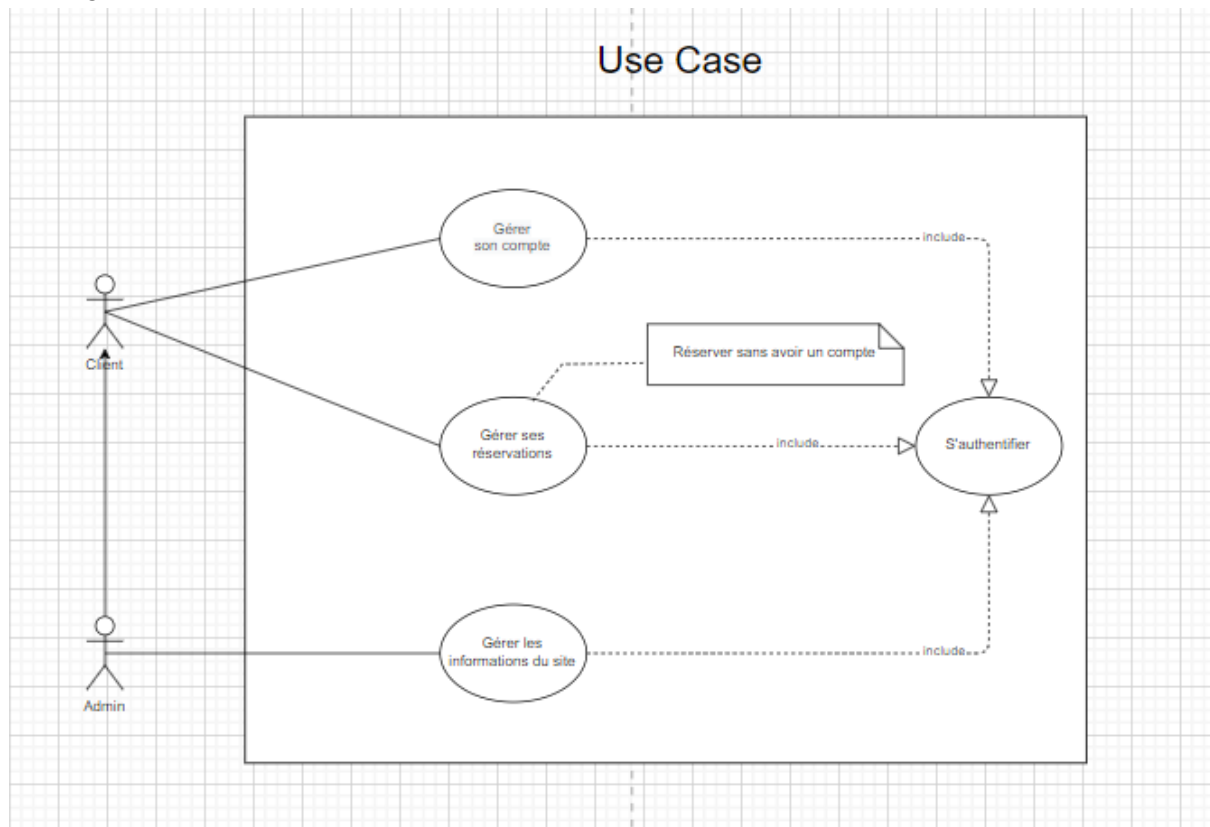 Use Case
Gérer
son compte
include
Réserver sans avoir un compte
Client
Gérer ses
réservations
include
S'authentifier
Gérer les
informations du site
include
Admin